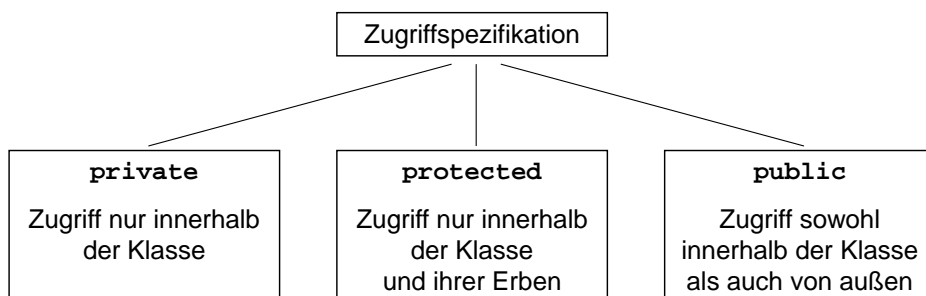 Zugriffspezifikation
private
Zugriff nur innerhalb
der Klasse
protected
Zugriff nur innerhalb
der Klasse
und ihrer Erben
public
Zugriff sowohl
innerhalb der Klasse
als auch von außen